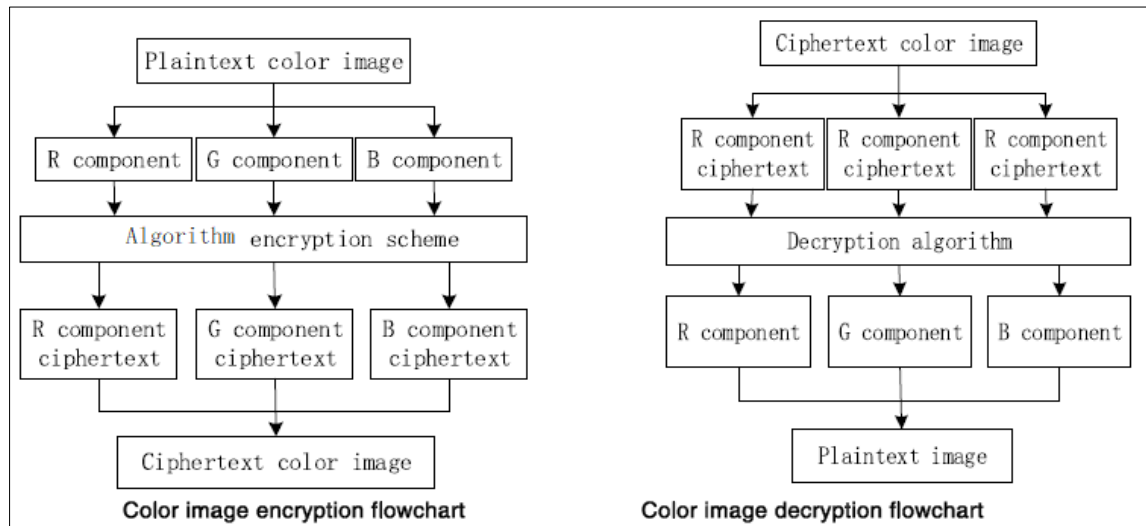 Plaintext color image
R component
G component
B component
Algorithm encryption scheme
R component
ciphertext
G component
ciphertext
B component
ciphertext
Ciphertext color image
Color image encryption flowchart
Ciphertext color image
R component
ciphertext
R component
ciphertext
R component
ciphertext
Decryption algorithm
R component
G component
B component
Plaintext image
Color image decryption flowchart